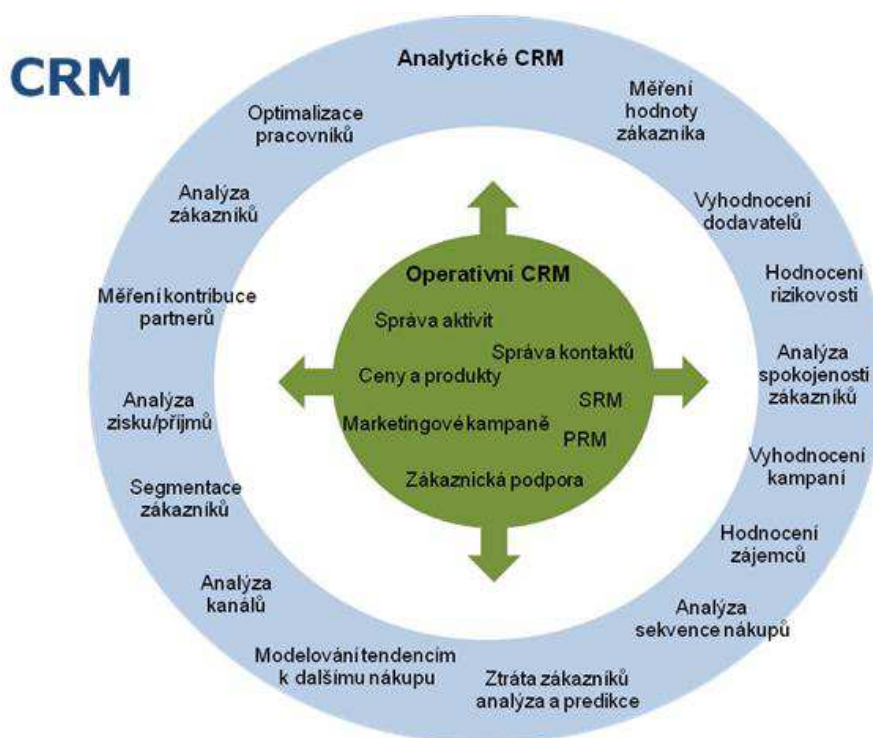 CRM
Analytické CRM
Měření
hodnoty
zákazníka
Vyhodnocení
dodavatelů
Hodnocení
rizikovosti
Analýza
spokojenosti
zákazníků
Vyhodnocení
kampaní
Hodnocení
zájemců
Analýza
sekvence nákupů
Ztráta zákazníků
analýza a predikce
Modelování tendencím
k dalšímu nákupu
Analýza
kanálů
Segmentace
zákazníků
Analýza
zisku/příjmů
Měření kontribuce
partnerů
Analýza
zákazníků
Optimalizace
pracovníků
Operativní CRM
Správa aktivit
Správa kontaktů
Ceny a produkty
SRM
Marketingové kampaně
PRM
Zákaznická podpora